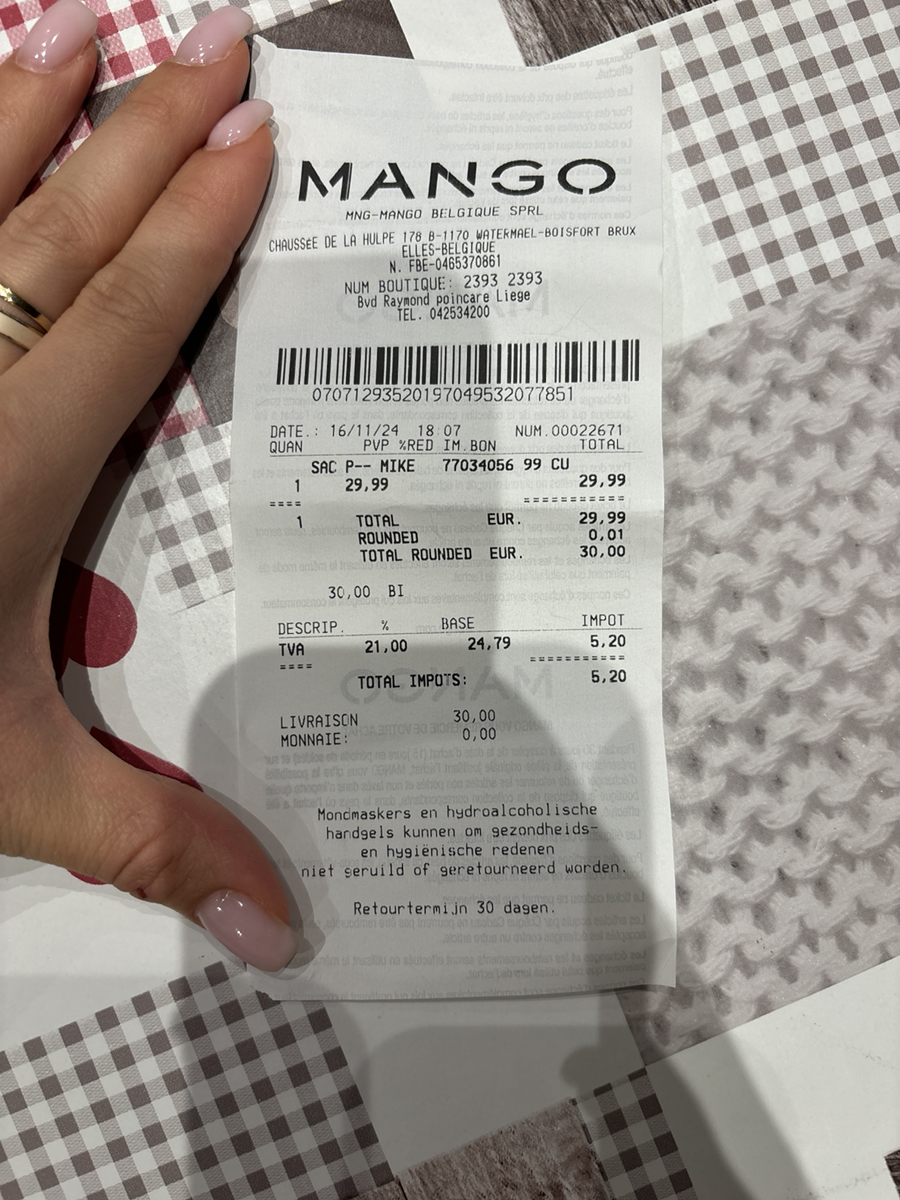 MANGO
MNG-MANGO BELGIQUE SPRL
CHAUSSéE DE LA HULPE 178 B-1170 WATERMAEL-BOISFORT BRUX
ELLES-BELGIQUE
N. FBE-0465370861
NUM BOUTIQUE: 2393 2393
Bvd Raymond poincare Liege
TEL. 042534200
07071293520197049532077851
DATE.: 16/11/24 18:07 NUM.00022671
QUAN PVP %RED IM.BON TOTAL
SAC P-- MIKE 77034056 99 CU
1 29,99 29,99
==== ===========
1 TOTAL EUR. 29,99
ROUNDED 0,01
TOTAL ROUNDED EUR. 30,00
30,00 BI
DESCRIP. % BASE IMPOT
TVA 21,00 24,79 5,20
==== ===========
TOTAL IMPOTS: 5,20
LIVRAISON 30,00
MONNAIE: 0,00
Mondmaskers en hydroalcoholische
handgels kunnen om gezondheids-
en hygiënische redenen
niet geruild of geretourneerd worden.
Retourtermijn 30 dagen.